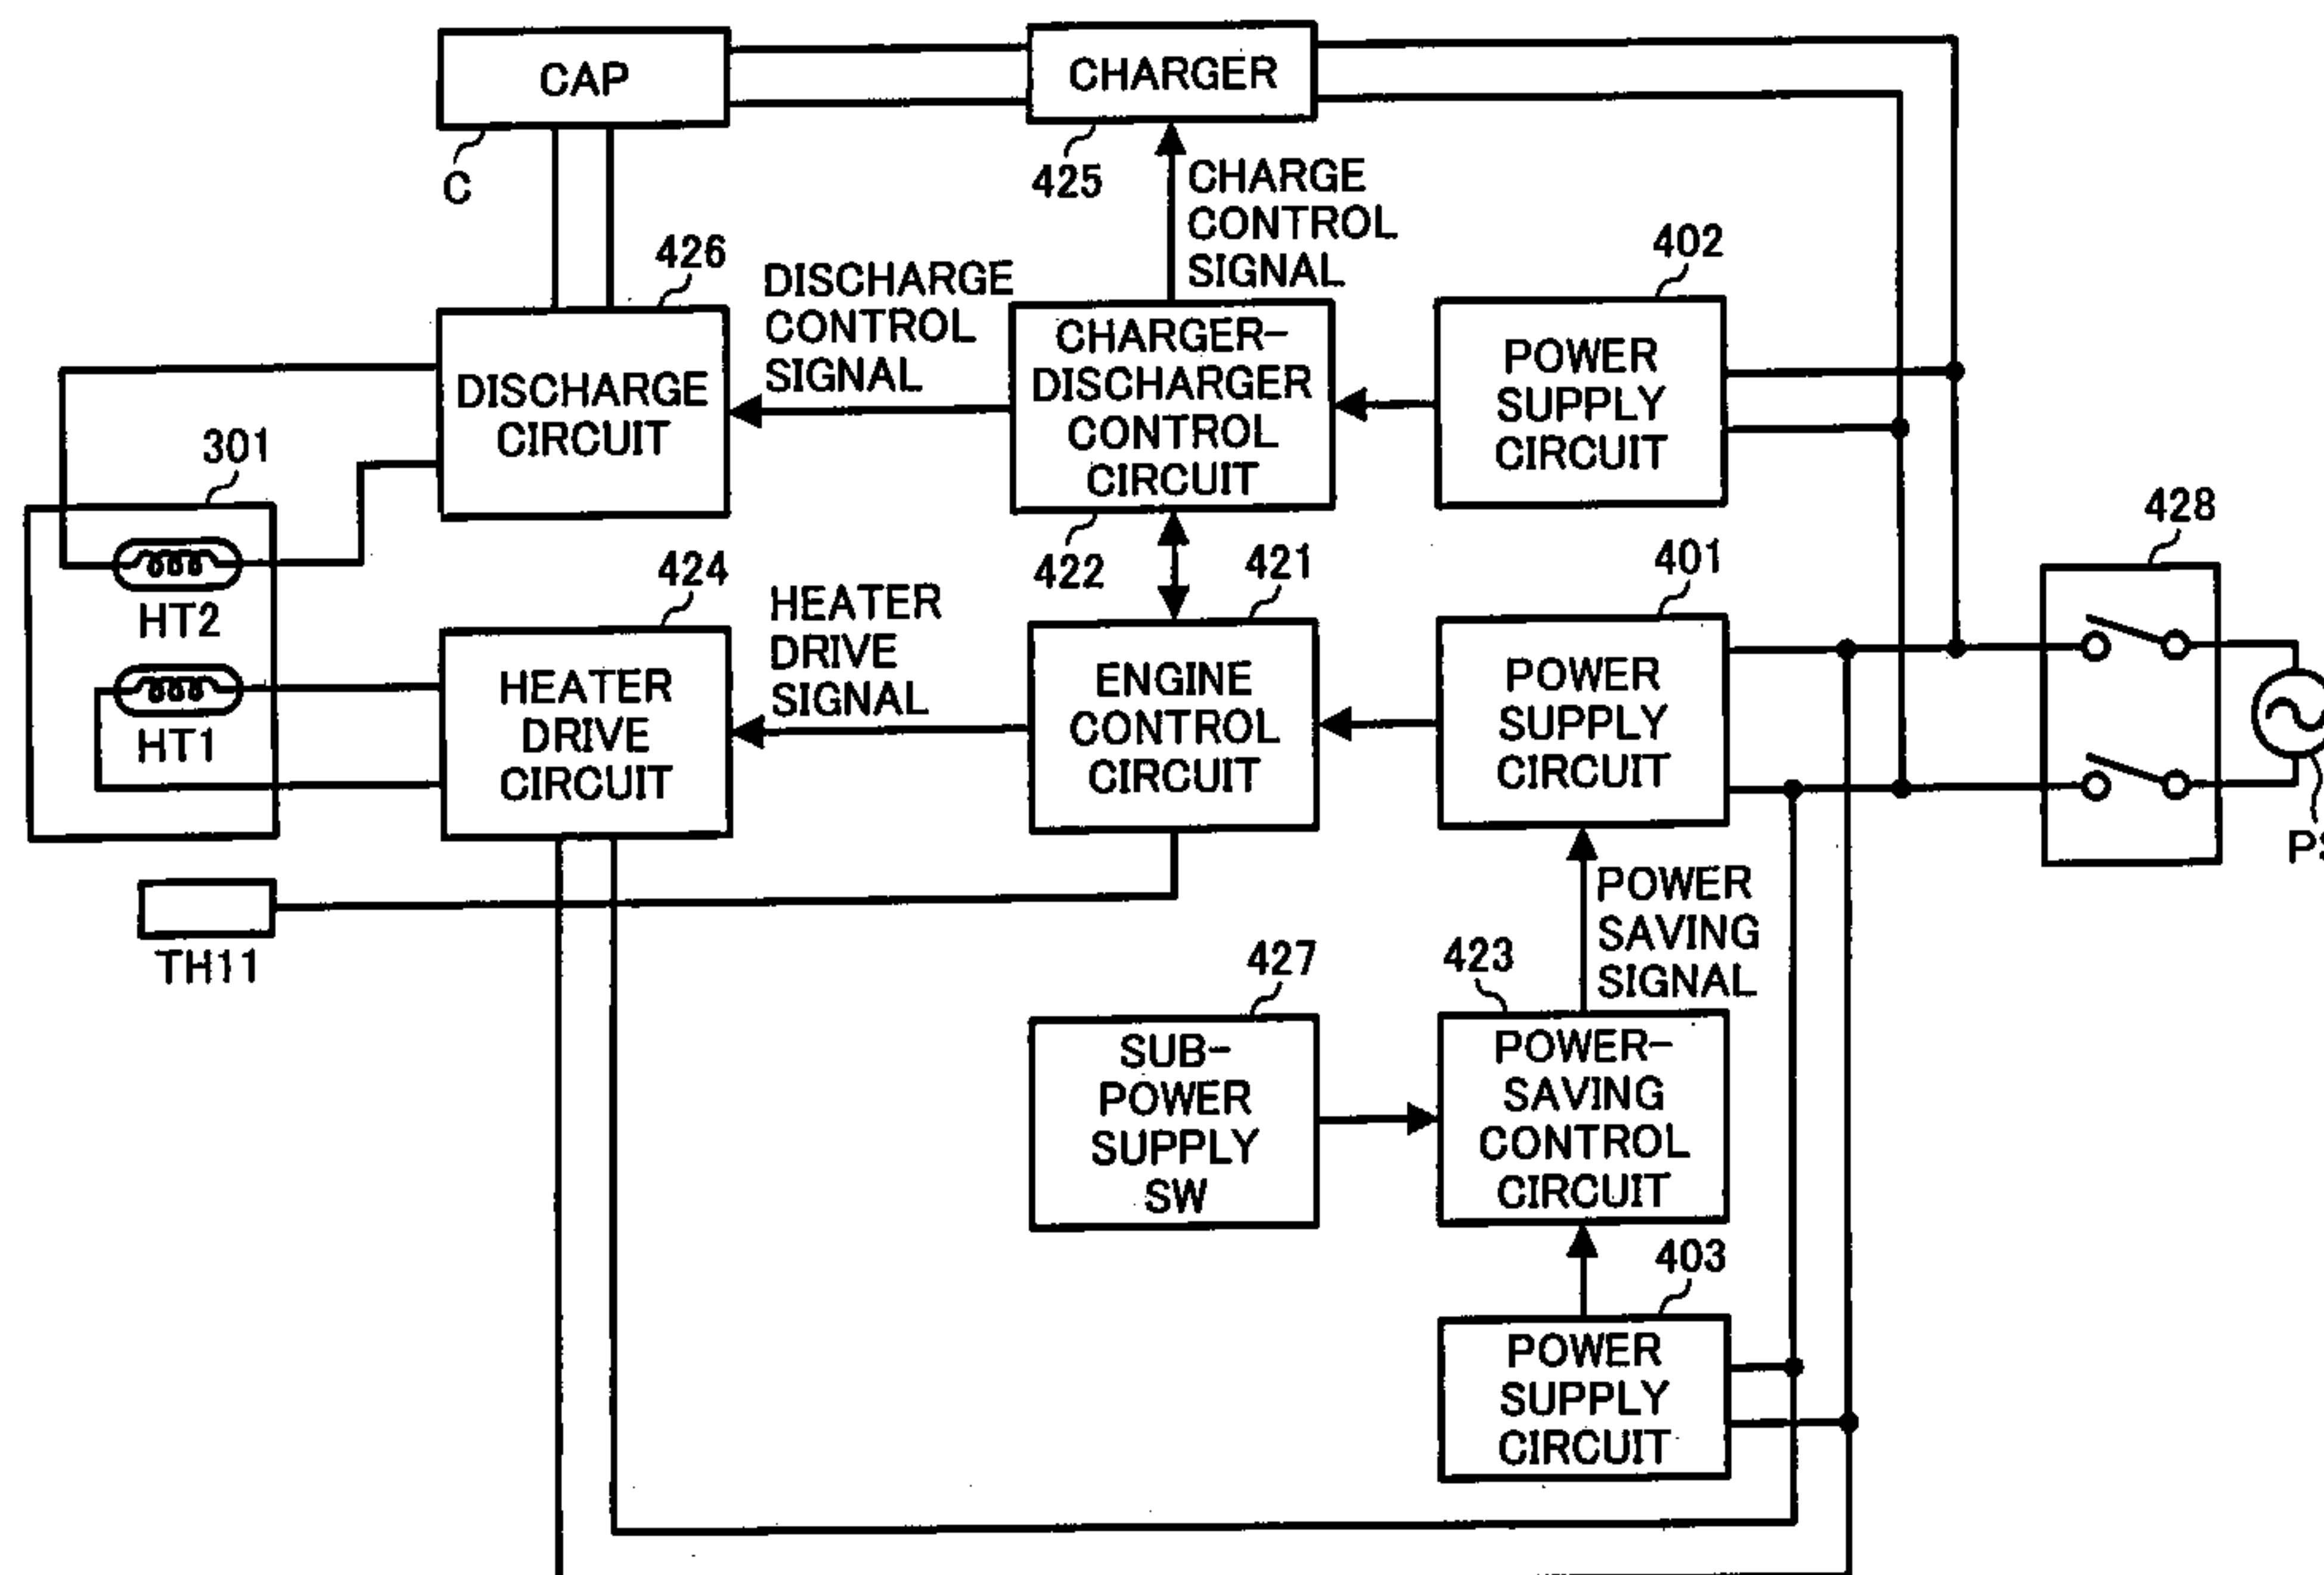 CAP
CHARGER
C
425
CHARGE
CONTROL
SIGNAL
426
DISCHARGE
CONTROL
SIGNAL
402
DISCHARGE
CIRCUIT
CHARGER-
DISCHARGER
CONTROL
CIRCUIT
POWER
SUPPLY
CIRCUIT
301
428
HT2
424
HEATER
DRIVE
SIGNAL
422
421
401
HT1
HEATER
DRIVE
CIRCUIT
ENGINE
CONTROL
CIRCUIT
POWER
SUPPLY
CIRCUIT
TH11
POWER
SAVING
SIGNAL
427
423
SUB-
POWER
SUPPLY
SW
POWER-
SAVING
CONTROL
CIRCUIT
403
POWER
SUPPLY
CIRCUIT